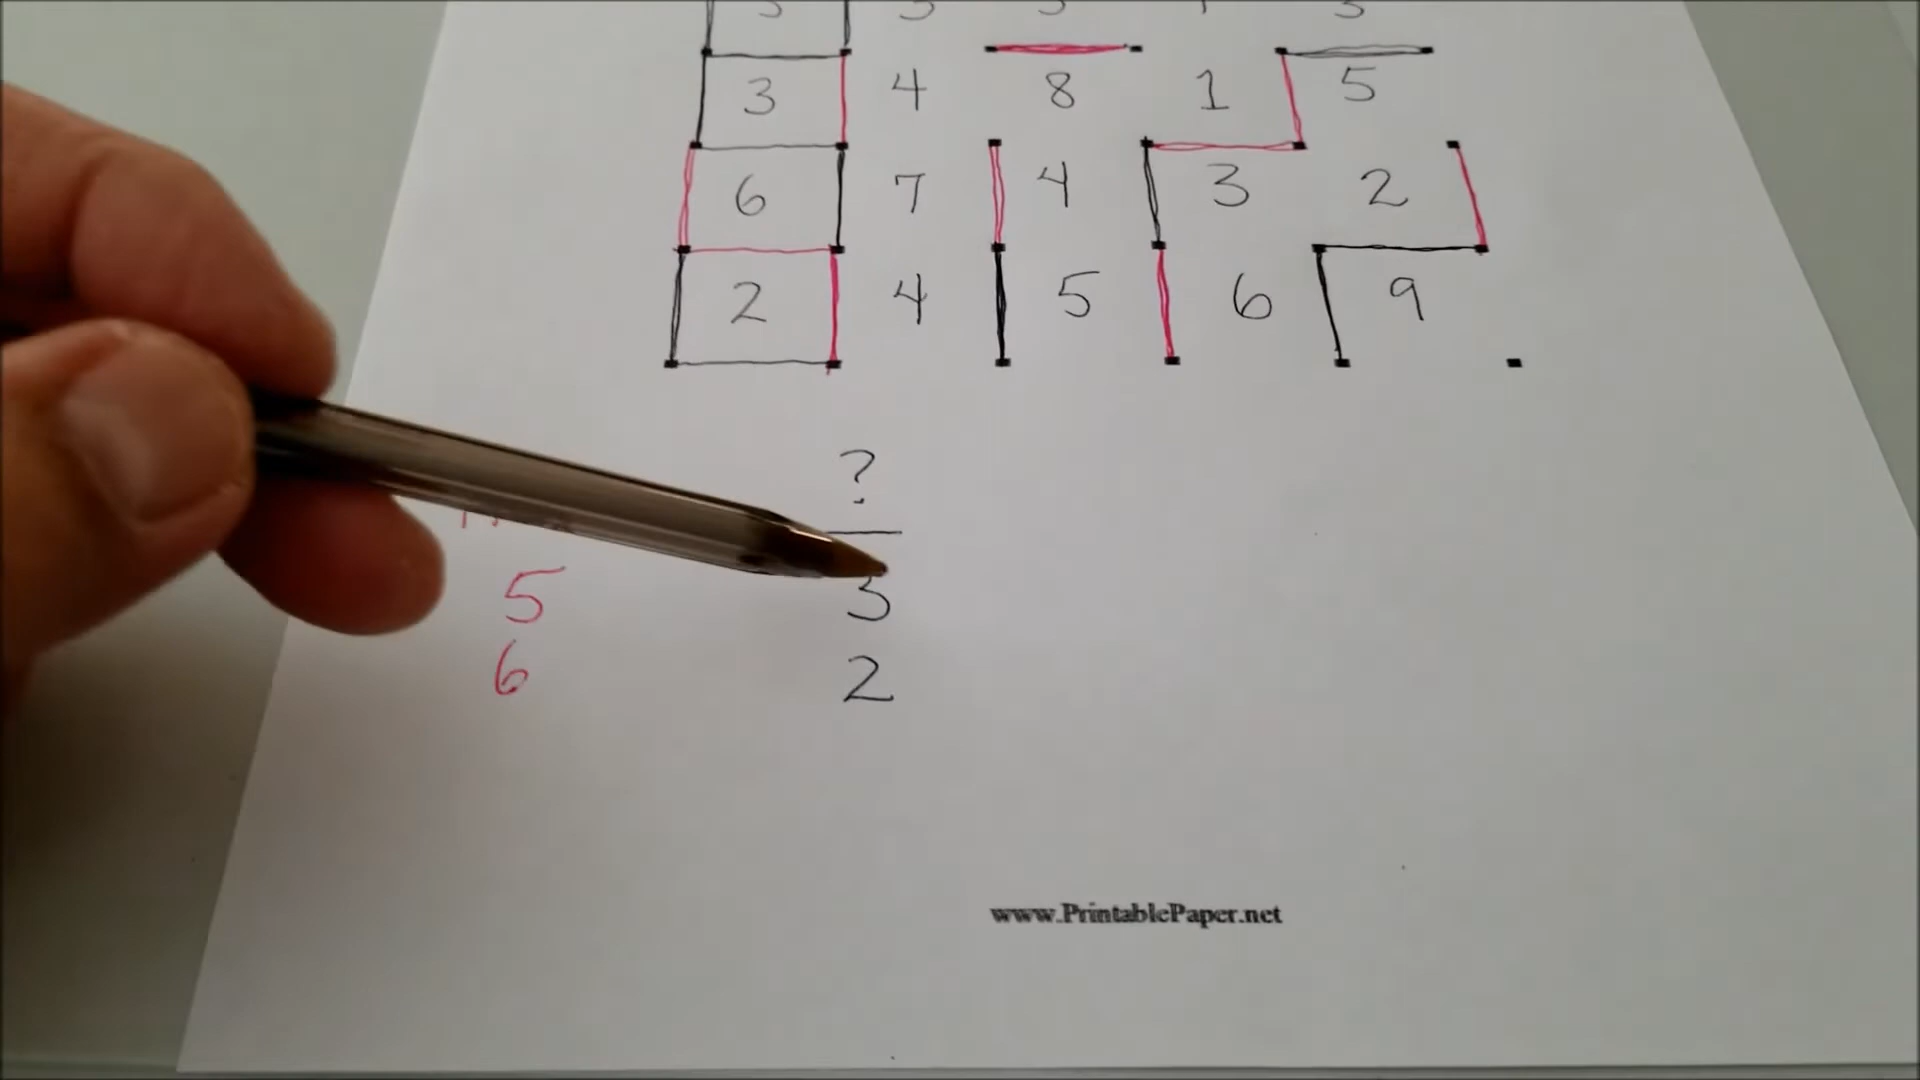 3 4 8 1 5
6 7 4 3 2
2 4 5 6 9
?
5 3
6 2
www.PrintablePaper.net